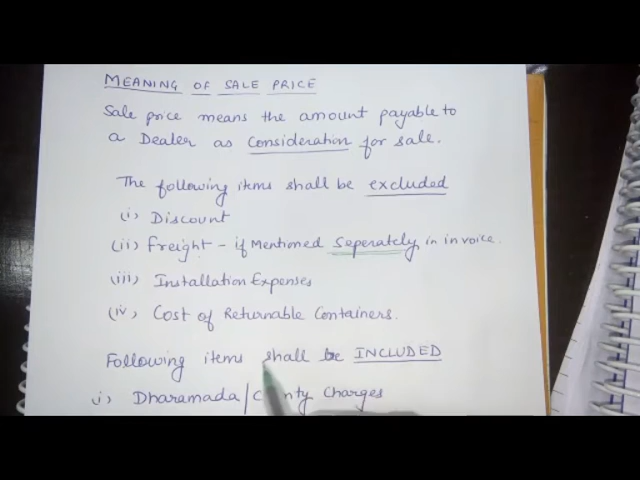 MEANING OF SALE PRICE
Sale price means the amount payable to
a Dealer as Consideration for sale.
The following items shall be excluded
(i) Discount
(ii) Freight - if Mentioned Seperately in invoice.
(iii) Installation Expenses
(iv) Cost of Returnable Containers.
Following items shall be INCLUDED
i) Dharamada/ Charges